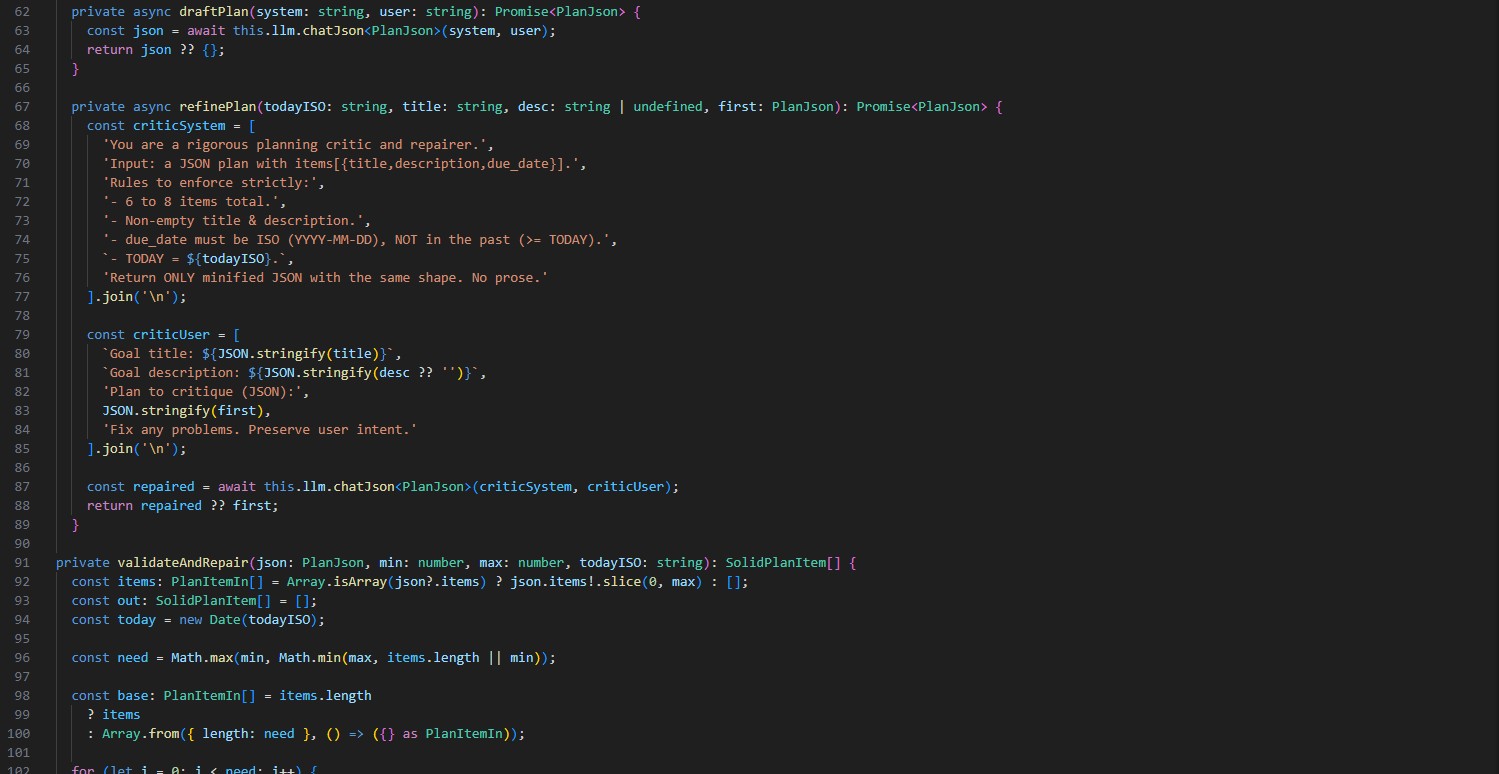 62 private async draftPlan(system: string, user: string): Promise<PlanJson> {
63 const json = await this.llm.chatJson<PlanJson>(system, user);
64 return json ?? {};
65 }
66
67 private async refinePlan(todayISO: string, title: string, desc: string | undefined, first: PlanJson): Promise<PlanJson> {
68 const criticSystem = [
69 'You are a rigorous planning critic and repairer.',
70 'Input: a JSON plan with items[{title,description,due_date}].',
71 'Rules to enforce strictly:',
72 '- 6 to 8 items total.',
73 '- Non-empty title & description.',
74 '- due_date must be ISO (YYYY-MM-DD), NOT in the past (>= TODAY).',
75 `- TODAY = ${todayISO}.`,
76 'Return ONLY minified JSON with the same shape. No prose.'
77 ].join('\n');
78
79 const criticUser = [
80 `Goal title: ${JSON.stringify(title)}`,
81 `Goal description: ${JSON.stringify(desc ?? '')}`,
82 'Plan to critique (JSON):',
83 JSON.stringify(first),
84 'Fix any problems. Preserve user intent.'
85 ].join('\n');
86
87 const repaired = await this.llm.chatJson<PlanJson>(criticSystem, criticUser);
88 return repaired ?? first;
89 }
90
91 private validateAndRepair(json: PlanJson, min: number, max: number, todayISO: string): SolidPlanItem[] {
92 const items: PlanItemIn[] = Array.isArray(json?.items) ? json.items!.slice(0, max) : [];
93 const out: SolidPlanItem[] = [];
94 const today = new Date(todayISO);
95
96 const need = Math.max(min, Math.min(max, items.length || min));
97
98 const base: PlanItemIn[] = items.length
99 ? items
100 : Array.from({ length: need }, () => ({} as PlanItemIn));
101
102 for (let i = 0; i < need; i++) {